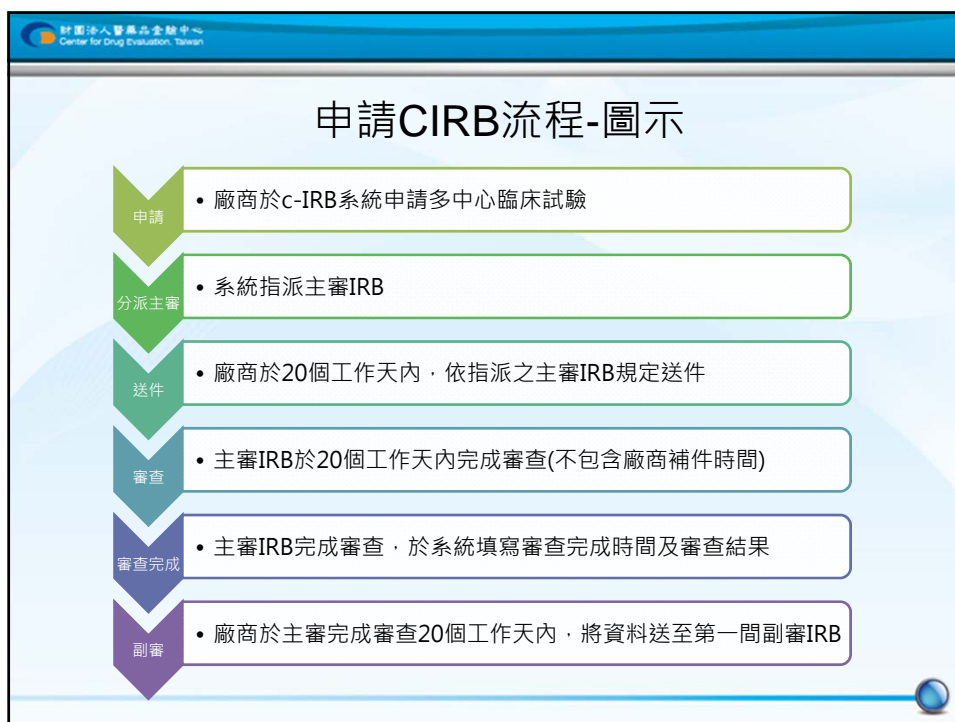 財團法人醫藥品查驗中心
Center for Drug Evaluation, Taiwan
申請CIRB流程-圖示
申請
• 廠商於c-IRB系統申請多中心臨床試驗
分派主審
• 系統指派主審IRB
送件
• 廠商於20個工作天內，依指派之主審IRB規定送件
審查
• 主審IRB於20個工作天內完成審查(不包含廠商補件時間)
審查完成
• 主審IRB完成審查，於系統填寫審查完成時間及審查結果
副審
• 廠商於主審完成審查20個工作天內，將資料送至第一間副審IRB